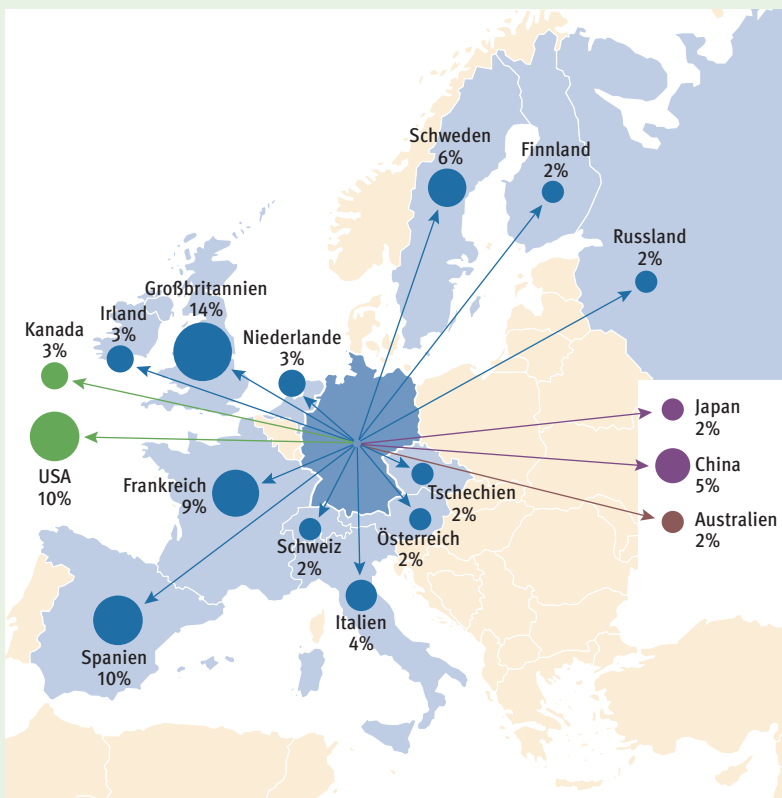 Schweden
6%
Finnland
2%
Russland
2%
Großbritannien
14%
Irland
3%
Kanada
3%
Niederlande
3%
USA
10%
Frankreich
9%
Japan
2%
China
5%
Australien
2%
Tschechien
2%
Österreich
2%
Schweiz
2%
Italien
4%
Spanien
10%